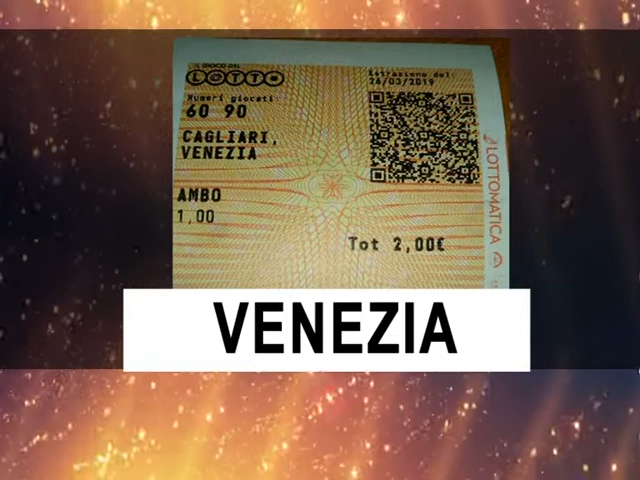 IL GIOCO DEL
LOTTO
Estrazione del:
26/03/2019
Numeri giocati
60 90
CAGLIARI,
VENEZIA
AMBO
1,00
Tot 2,00€
LOTTOMATICA
VENEZIA